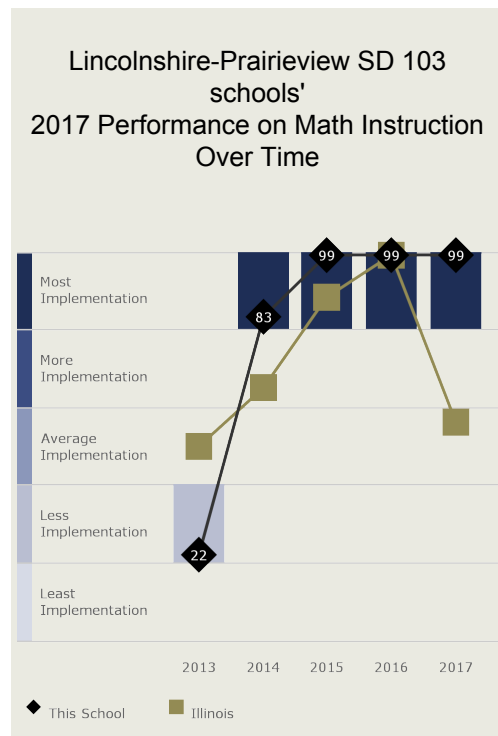 Lincolnshire-Prairieview SD 103
schools'
2017 Performance on Math Instruction
Over Time
Most
Implementation
More
Implementation
Average
Implementation
Less
Implementation
Least
Implementation
22
83
99
99
99
2013 2014 2015 2016 2017
This School Illinois